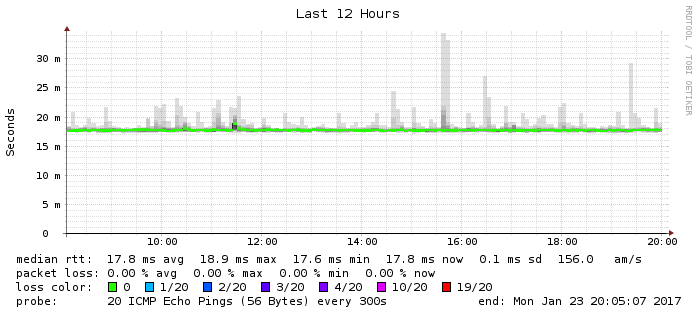 Last 12 Hours
RRDTOOL / TOBI OETIKER
Seconds
30 m
25 m
20 m
15 m
10 m
5 m
0
10:00 12:00 14:00 16:00 18:00 20:00
median rtt: 17.8 ms avg 18.9 ms max 17.6 ms min 17.8 ms now 0.1 ms sd 156.0 am/s
packet loss: 0.00 % avg 0.00 % max 0.00 % min 0.00 % now
loss color: 0 1/20 2/20 3/20 4/20 10/20 19/20
probe: 20 ICMP Echo Pings (56 Bytes) every 300s end: Mon Jan 23 20:05:07 2017